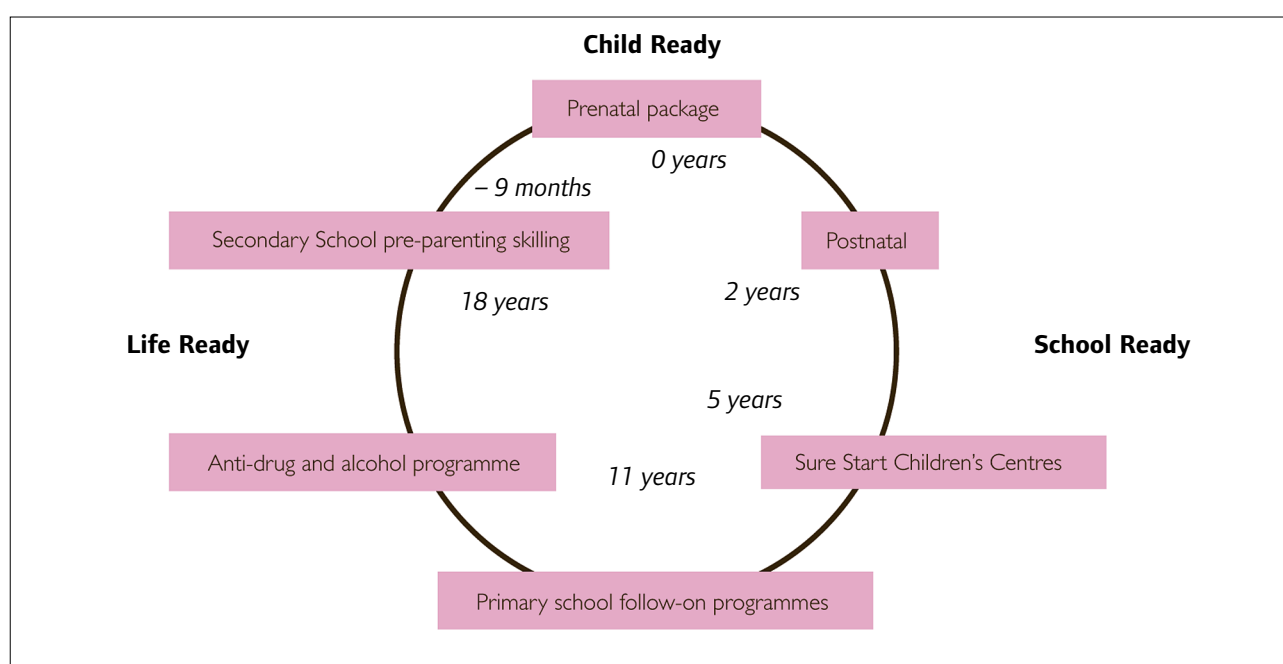 Child Ready
Prenatal package
0 years
– 9 months
Secondary School pre-parenting skilling
Postnatal
2 years
18 years
Life Ready
School Ready
5 years
Anti-drug and alcohol programme
Sure Start Children’s Centres
11 years
Primary school follow-on programmes